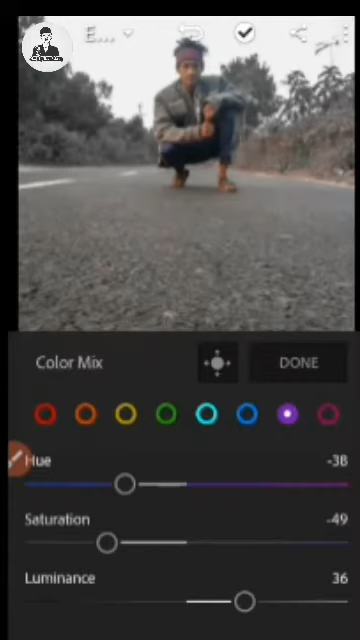 E...
Color Mix
DONE
Hue -38
Saturation -49
Luminance 36